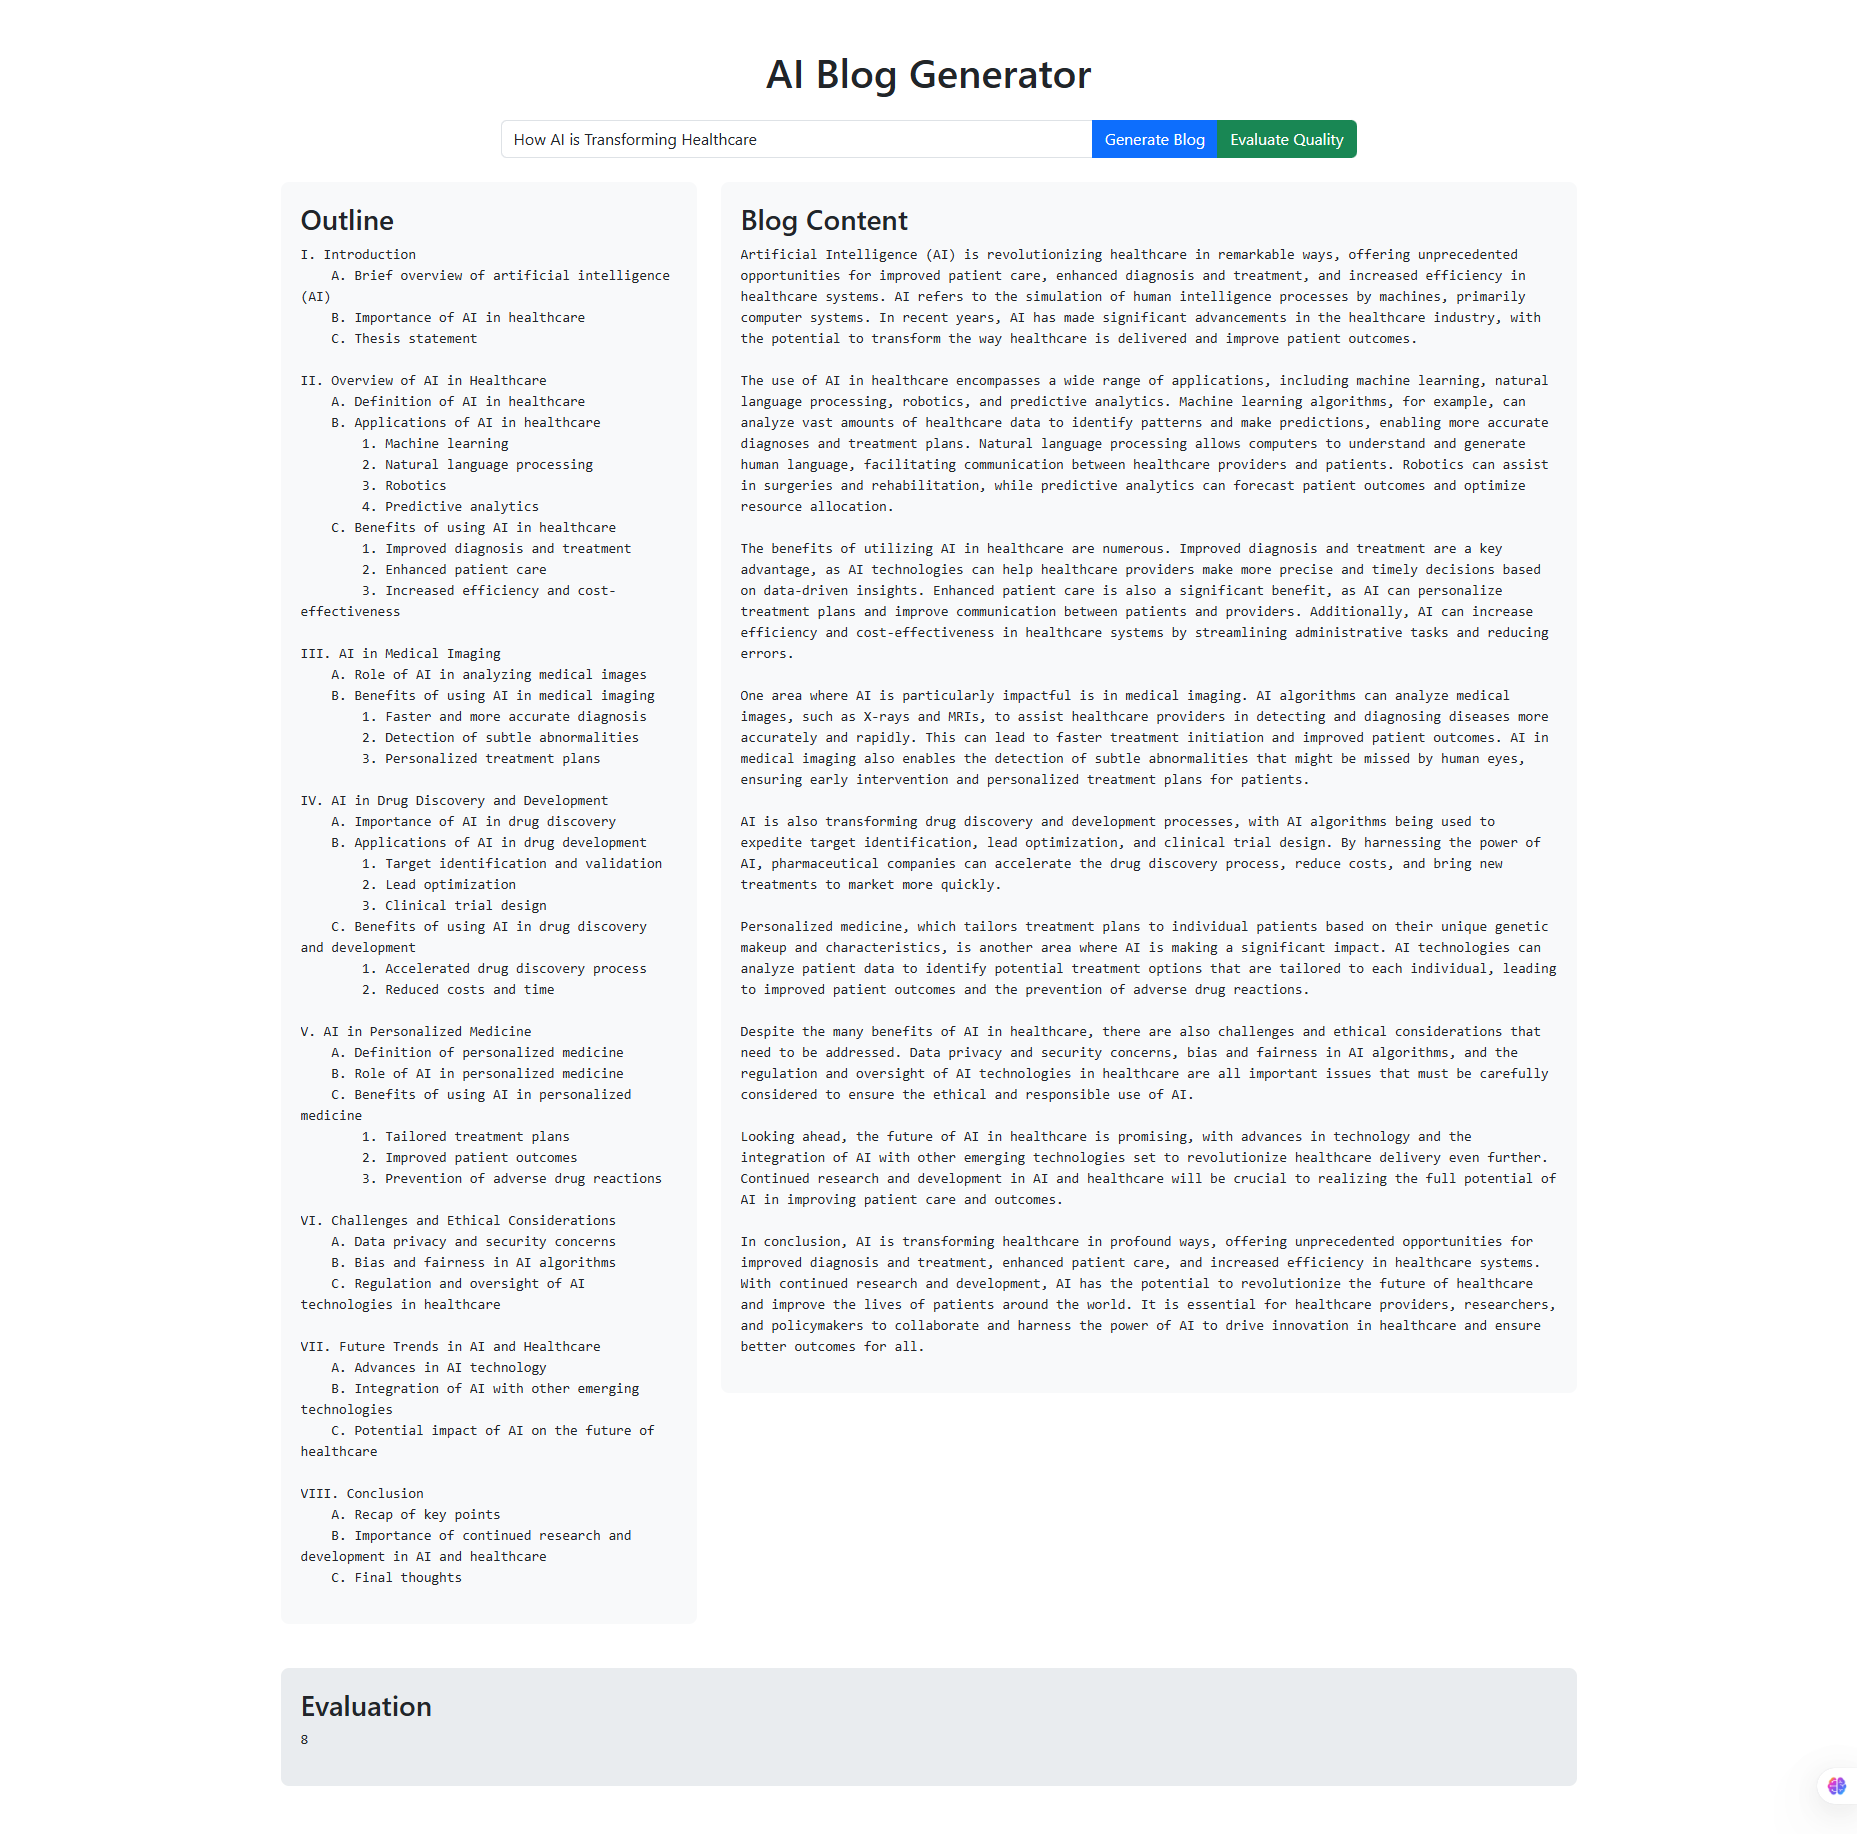 AI Blog Generator
How AI is Transforming Healthcare
Generate Blog
Evaluate Quality
Outline
I. Introduction
A. Brief overview of artificial intelligence
(AI)
B. Importance of AI in healthcare
C. Thesis statement
II. Overview of AI in Healthcare
A. Definition of AI in healthcare
B. Applications of AI in healthcare
1. Machine learning
2. Natural language processing
3. Robotics
4. Predictive analytics
C. Benefits of using AI in healthcare
1. Improved diagnosis and treatment
2. Enhanced patient care
3. Increased efficiency and cost-
effectiveness
III. AI in Medical Imaging
A. Role of AI in analyzing medical images
B. Benefits of using AI in medical imaging
1. Faster and more accurate diagnosis
2. Detection of subtle abnormalities
3. Personalized treatment plans
IV. AI in Drug Discovery and Development
A. Importance of AI in drug discovery
B. Applications of AI in drug development
1. Target identification and validation
2. Lead optimization
3. Clinical trial design
C. Benefits of using AI in drug discovery
and development
1. Accelerated drug discovery process
2. Reduced costs and time
V. AI in Personalized Medicine
A. Definition of personalized medicine
B. Role of AI in personalized medicine
C. Benefits of using AI in personalized
medicine
1. Tailored treatment plans
2. Improved patient outcomes
3. Prevention of adverse drug reactions
VI. Challenges and Ethical Considerations
A. Data privacy and security concerns
B. Bias and fairness in AI algorithms
C. Regulation and oversight of AI
technologies in healthcare
VII. Future Trends in AI and Healthcare
A. Advances in AI technology
B. Integration of AI with other emerging
technologies
C. Potential impact of AI on the future of
healthcare
VIII. Conclusion
A. Recap of key points
B. Importance of continued research and
development in AI and healthcare
C. Final thoughts
Blog Content
Artificial Intelligence (AI) is revolutionizing healthcare in remarkable ways, offering unprecedented
opportunities for improved patient care, enhanced diagnosis and treatment, and increased efficiency in
healthcare systems. AI refers to the simulation of human intelligence processes by machines, primarily
computer systems. In recent years, AI has made significant advancements in the healthcare industry, with
the potential to transform the way healthcare is delivered and improve patient outcomes.
The use of AI in healthcare encompasses a wide range of applications, including machine learning, natural
language processing, robotics, and predictive analytics. Machine learning algorithms, for example, can
analyze vast amounts of healthcare data to identify patterns and make predictions, enabling more accurate
diagnoses and treatment plans. Natural language processing allows computers to understand and generate
human language, facilitating communication between healthcare providers and patients. Robotics can assist
in surgeries and rehabilitation, while predictive analytics can forecast patient outcomes and optimize
resource allocation.
The benefits of utilizing AI in healthcare are numerous. Improved diagnosis and treatment are a key
advantage, as AI technologies can help healthcare providers make more precise and timely decisions based
on data-driven insights. Enhanced patient care is also a significant benefit, as AI can personalize
treatment plans and improve communication between patients and providers. Additionally, AI can increase
efficiency and cost-effectiveness in healthcare systems by streamlining administrative tasks and reducing
errors.
One area where AI is particularly impactful is in medical imaging. AI algorithms can analyze medical
images, such as X-rays and MRIs, to assist healthcare providers in detecting and diagnosing diseases more
accurately and rapidly. This can lead to faster treatment initiation and improved patient outcomes. AI in
medical imaging also enables the detection of subtle abnormalities that might be missed by human eyes,
ensuring early intervention and personalized treatment plans for patients.
AI is also transforming drug discovery and development processes, with AI algorithms being used to
expedite target identification, lead optimization, and clinical trial design. By harnessing the power of
AI, pharmaceutical companies can accelerate the drug discovery process, reduce costs, and bring new
treatments to market more quickly.
Personalized medicine, which tailors treatment plans to individual patients based on their unique genetic
makeup and characteristics, is another area where AI is making a significant impact. AI technologies can
analyze patient data to identify potential treatment options that are tailored to each individual, leading
to improved patient outcomes and the prevention of adverse drug reactions.
Despite the many benefits of AI in healthcare, there are also challenges and ethical considerations that
need to be addressed. Data privacy and security concerns, bias and fairness in AI algorithms, and the
regulation and oversight of AI technologies in healthcare are all important issues that must be carefully
considered to ensure the ethical and responsible use of AI.
Looking ahead, the future of AI in healthcare is promising, with advances in technology and the
integration of AI with other emerging technologies set to revolutionize healthcare delivery even further.
Continued research and development in AI and healthcare will be crucial to realizing the full potential of
AI in improving patient care and outcomes.
In conclusion, AI is transforming healthcare in profound ways, offering unprecedented opportunities for
improved diagnosis and treatment, enhanced patient care, and increased efficiency in healthcare systems.
With continued research and development, AI has the potential to revolutionize the future of healthcare
and improve the lives of patients around the world. It is essential for healthcare providers, researchers,
and policymakers to collaborate and harness the power of AI to drive innovation in healthcare and ensure
better outcomes for all.
Evaluation
8